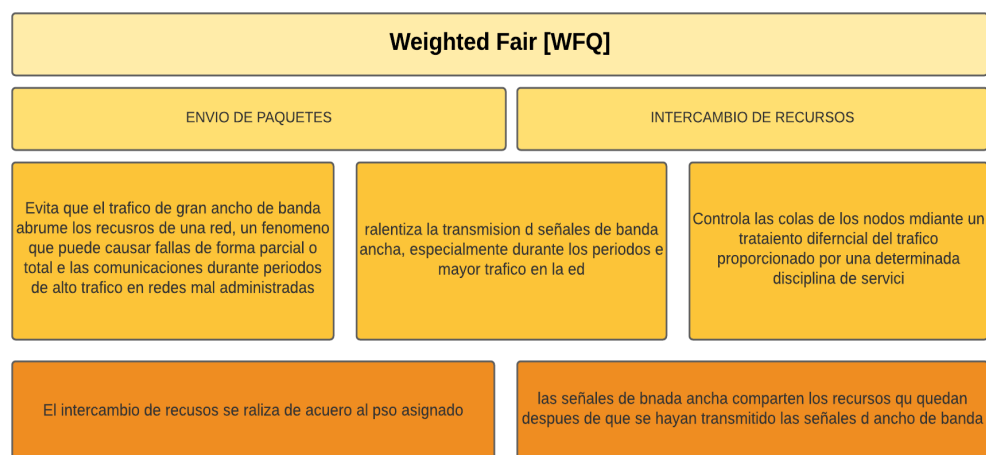 Weighted Fair [WFQ]
ENVIO DE PAQUETES
INTERCAMBIO DE RECURSOS
Evita que el trafico de gran ancho de banda
abrume los recusros de una red, un fenomeno
que puede causar fallas de forma parcial o
total e las comunicaciones durante periodos
de alto trafico en redes mal administradas
ralentiza la transmision d señales de banda
ancha, especialmente durante los periodos e
mayor trafico en la ed
Controla las colas de los nodos mdiante un
trataiento diferncial del trafico
proporcionado por una determinada
disciplina de servici
El intercambio de recusos se raliza de acuero al pso asignado
las señales de bnada ancha comparten los recursos qu quedan
despues de que se hayan transmitido las señales d ancho de banda